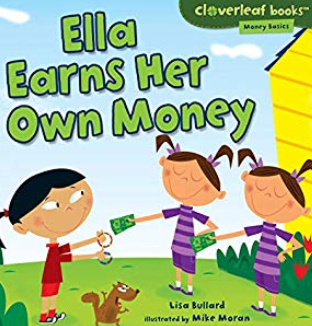 Cloverleaf books™
Money Basics
Ella
Earns Her
Own Money
Lisa Bullard
illustrated by Mike Moran